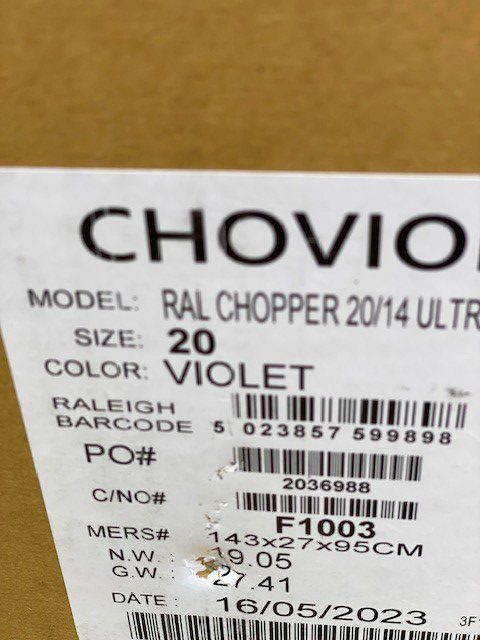 CHOVIO
MODEL: RAL CHOPPER 20/14 ULTR
SIZE: 20
COLOR: VIOLET
RALEIGH BARCODE 5 023857 599898
PO# 2036988
C/NO# F1003
MERS# 143x27x95CM
N.W. : 19.05
G.W. : 27.41
DATE : 16/05/2023